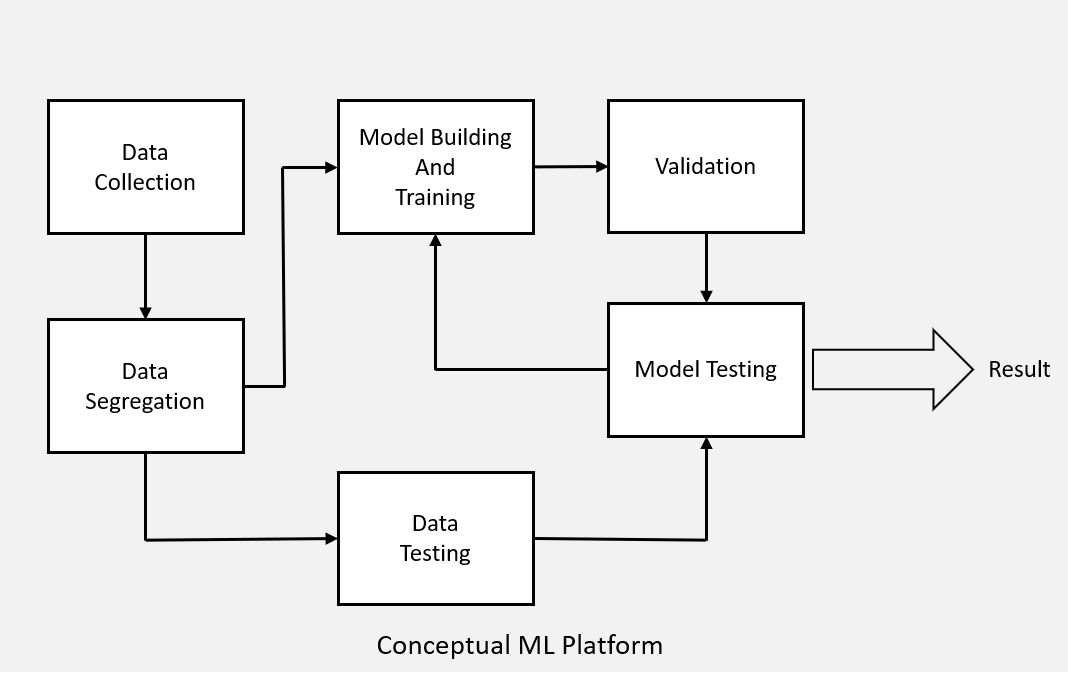 Data
Collection
Model Building
And
Training
Validation
Data
Segregation
Model Testing
Result
Data
Testing
Conceptual ML Platform